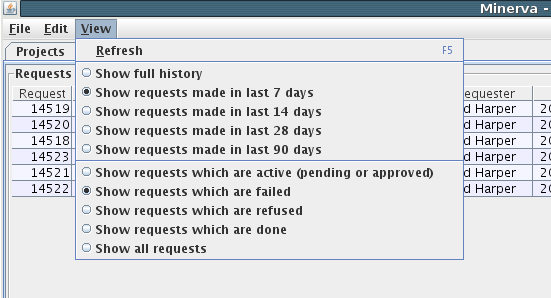 Minerva -
File Edit View
Projects
Refresh F5
Requests
Show full history
Request
Show requests made in last 7 days
equester
14519
Show requests made in last 14 days
d Harper
20
14520
Show requests made in last 28 days
d Harper
20
14518
Show requests made in last 90 days
d Harper
20
14523
d Harper
20
14521
Show requests which are active (pending or approved)
d Harper
20
14522
Show requests which are failed
d Harper
20
Show requests which are refused
Show requests which are done
Show all requests